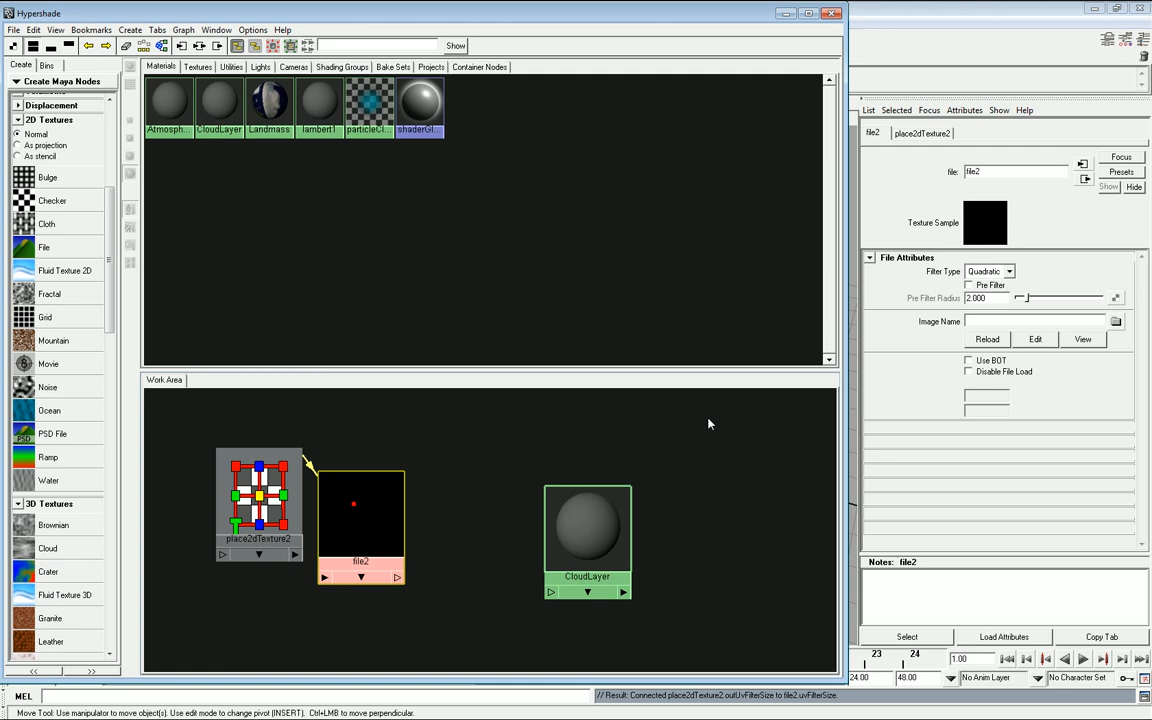 Hypershade
File Edit View Create Tabs Graph Window Options Help
Show
List Selected Focus Attributes Show Help
Create Bins
Materials Textures Utilities Lights Cameras Shading Groups Bake Sets Projects Container Nodes
Create Maya Nodes
Displacement
2D Textures
Normal
As projection
As stencil
Bulge
Checker
Cloth
File
Fluid Texture 2D
Fractal
Grid
Mountain
Movie
Noise
Ocean
PSD File
Ramp
Water
3D Textures
Brownian
Cloud
Crater
Fluid Texture 3D
Granite
Leather
<< >>
Atmosph... CloudLayer Landmass lambert1 particleCl... shaderGl...
Work Area
place2dTexture2
file2
CloudLayer
file2 place2dTexture2
file: file2
Focus
Presets
Show Hide
Texture Sample
File Attributes
Filter Type Quadratic
Pre Filter
Pre Filter Radius 2.000
Image Name
Reload Edit View
Use BOT
Disable File Load
Notes: file2
Select Load Attributes Copy Tab
23 24 1.00
24.00 48.00 No Anim Layer No Character Set
MEL // Result: Connected place2dTexture2.outUvFilterSize to file2.uvFilterSize.
Move Tool: Use manipulator to move object(s). Use edit mode to change pivot (INSERT). Ctrl+LMB to move perpendicular.